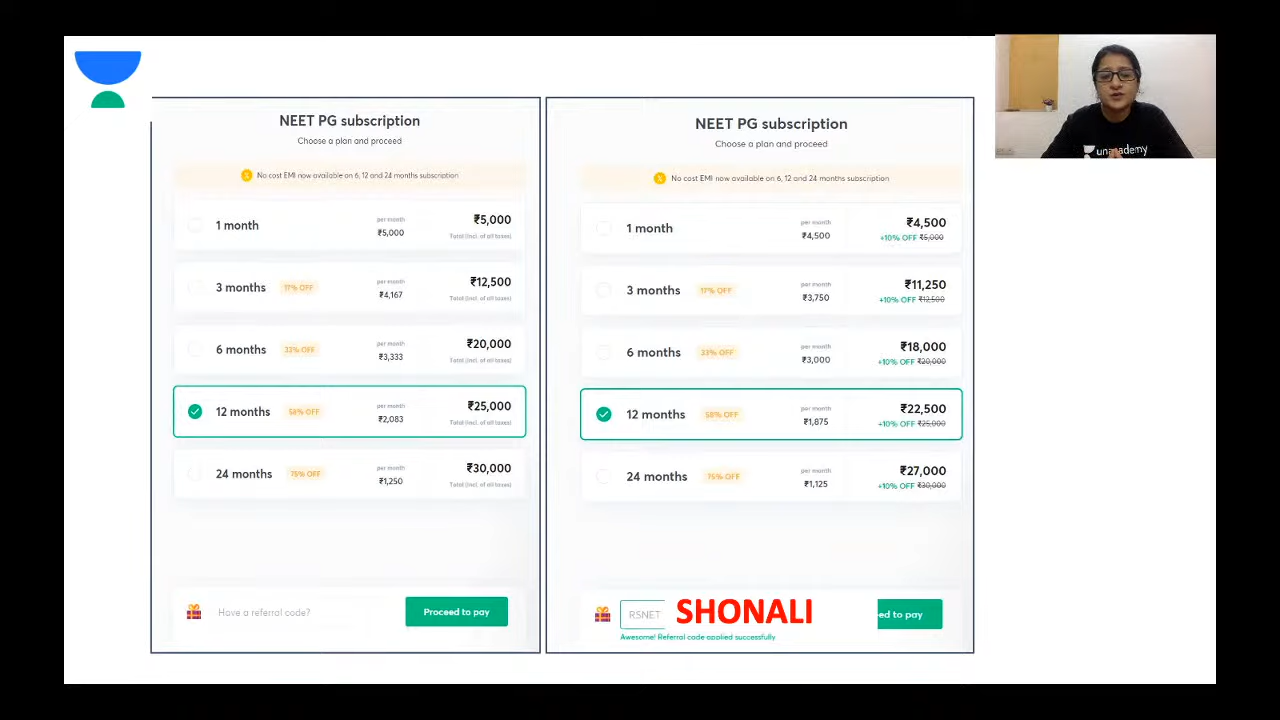 NEET PG subscription
Choose a plan and proceed
No cost EMI now available on 6, 12 and 24 months subscription
1 month per month ₹5,000 ₹5,000 Total (Incl. of all taxes)
3 months 17% OFF per month ₹4,167 ₹12,500 Total (Incl. of all taxes)
6 months 33% OFF per month ₹3,333 ₹20,000 Total (Incl. of all taxes)
12 months 58% OFF per month ₹2,083 ₹25,000 Total (Incl. of all taxes)
24 months 75% OFF per month ₹1,250 ₹30,000 Total (Incl. of all taxes)
Have a referral code? Proceed to pay
NEET PG subscription
Choose a plan and proceed
No cost EMI now available on 6, 12 and 24 months subscription
1 month per month ₹4,500 ₹4,500 +10% OFF ₹5,000
3 months 17% OFF per month ₹3,750 ₹11,250 +10% OFF ₹12,500
6 months 33% OFF per month ₹3,000 ₹18,000 +10% OFF ₹20,000
12 months 58% OFF per month ₹1,875 ₹22,500 +10% OFF ₹25,000
24 months 75% OFF per month ₹1,125 ₹27,000 +10% OFF ₹30,000
RSNET SHONALI ed to pay
Awesome! Referral code applied successfully
unacademy